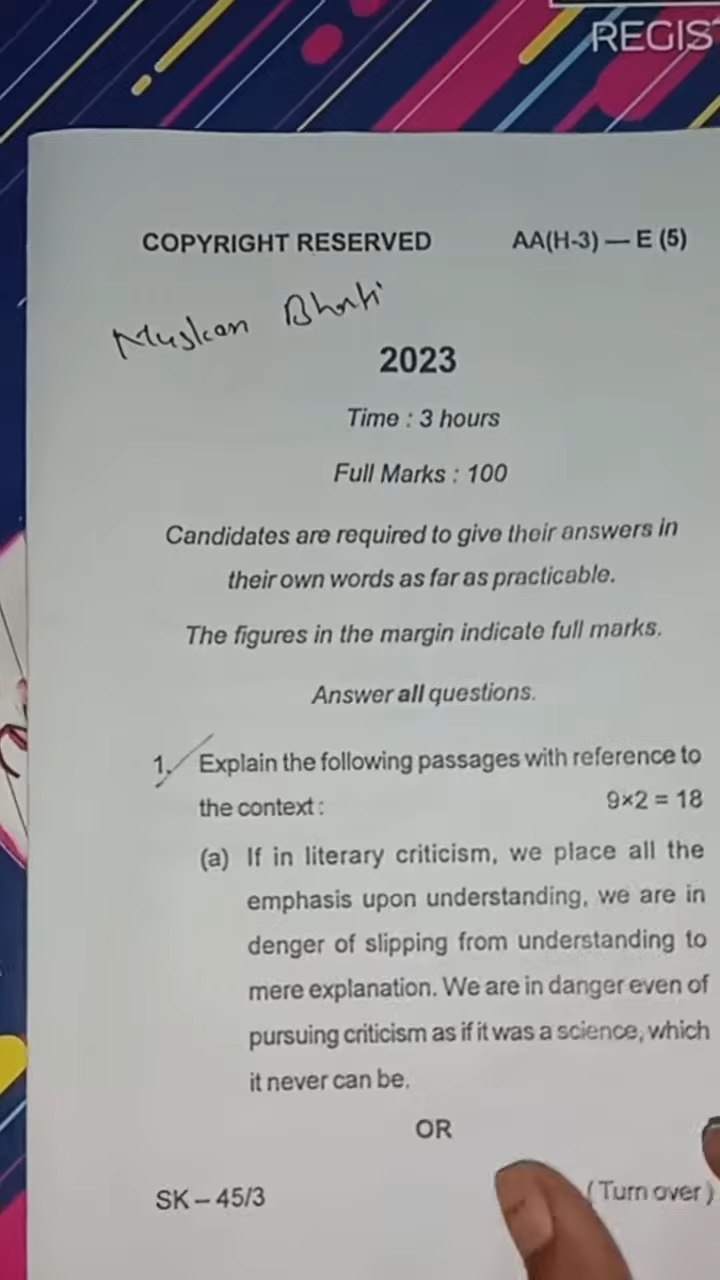 REGIS
COPYRIGHT RESERVED AA(H-3) — E (5)
Muskan Bharti
2023
Time : 3 hours
Full Marks : 100
Candidates are required to give their answers in
their own words as far as practicable.
The figures in the margin indicate full marks.
Answer all questions.
1. Explain the following passages with reference to
the context : 9×2 = 18
(a) If in literary criticism, we place all the
emphasis upon understanding, we are in
denger of slipping from understanding to
mere explanation. We are in danger even of
pursuing criticism as if it was a science, which
it never can be.
OR
SK – 45/3 (Turn over)